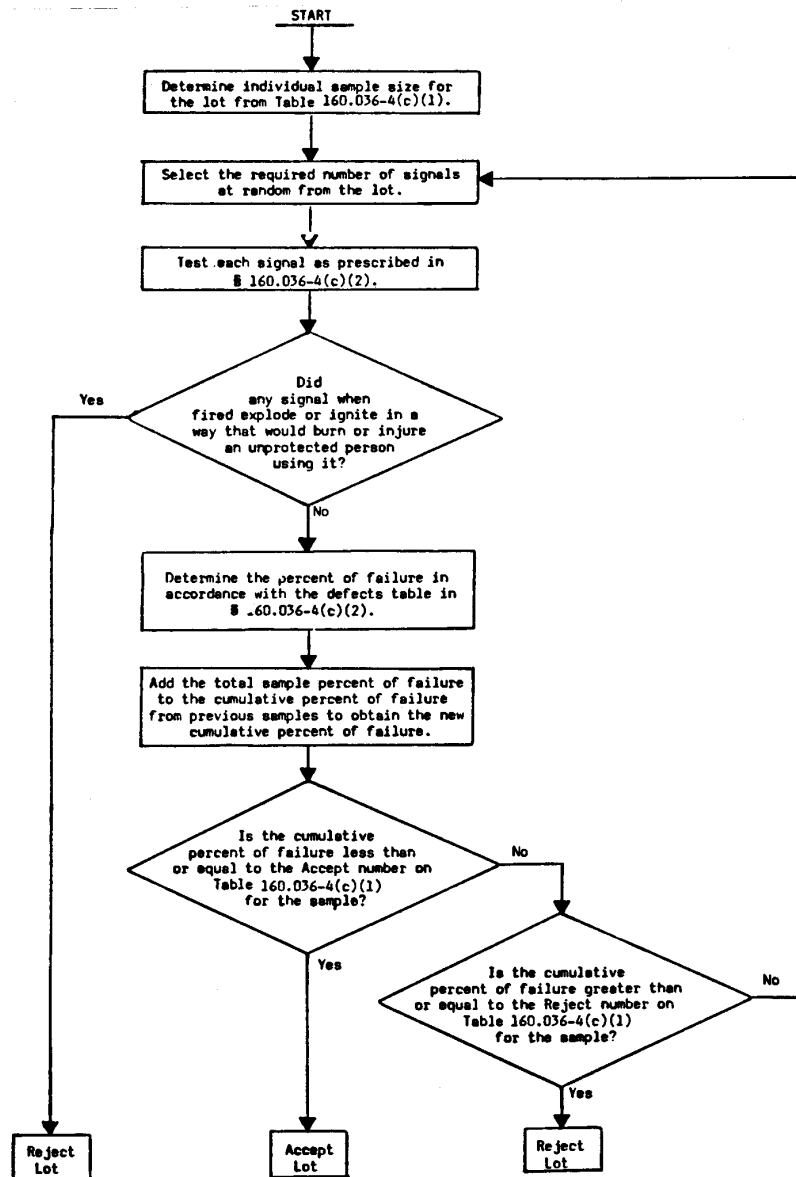 START
Determine individual sample size for
the lot from Table 160.036-4(c)(1).
Select the required number of signals
at random from the lot.
Test each signal as prescribed in
§ 160.036-4(c)(2).
Did
any signal when
fired explode or ignite in a
way that would burn or injure
an unprotected person
using it?
Yes
No
Determine the percent of failure in
accordance with the defects table in
§ .60.036-4(c)(2).
Add the total sample percent of failure
to the cumulative percent of failure
from previous samples to obtain the new
cumulative percent of failure.
Is the cumulative
percent of failure less than
or equal to the Accept number on
Table 160.036-4(c)(1)
for the sample?
No
Yes
Is the cumulative
percent of failure greater than
or equal to the Reject number on
Table 160.036-4(c)(1)
for the sample?
No
Yes
Reject
Lot
Accept
Lot
Reject
Lot